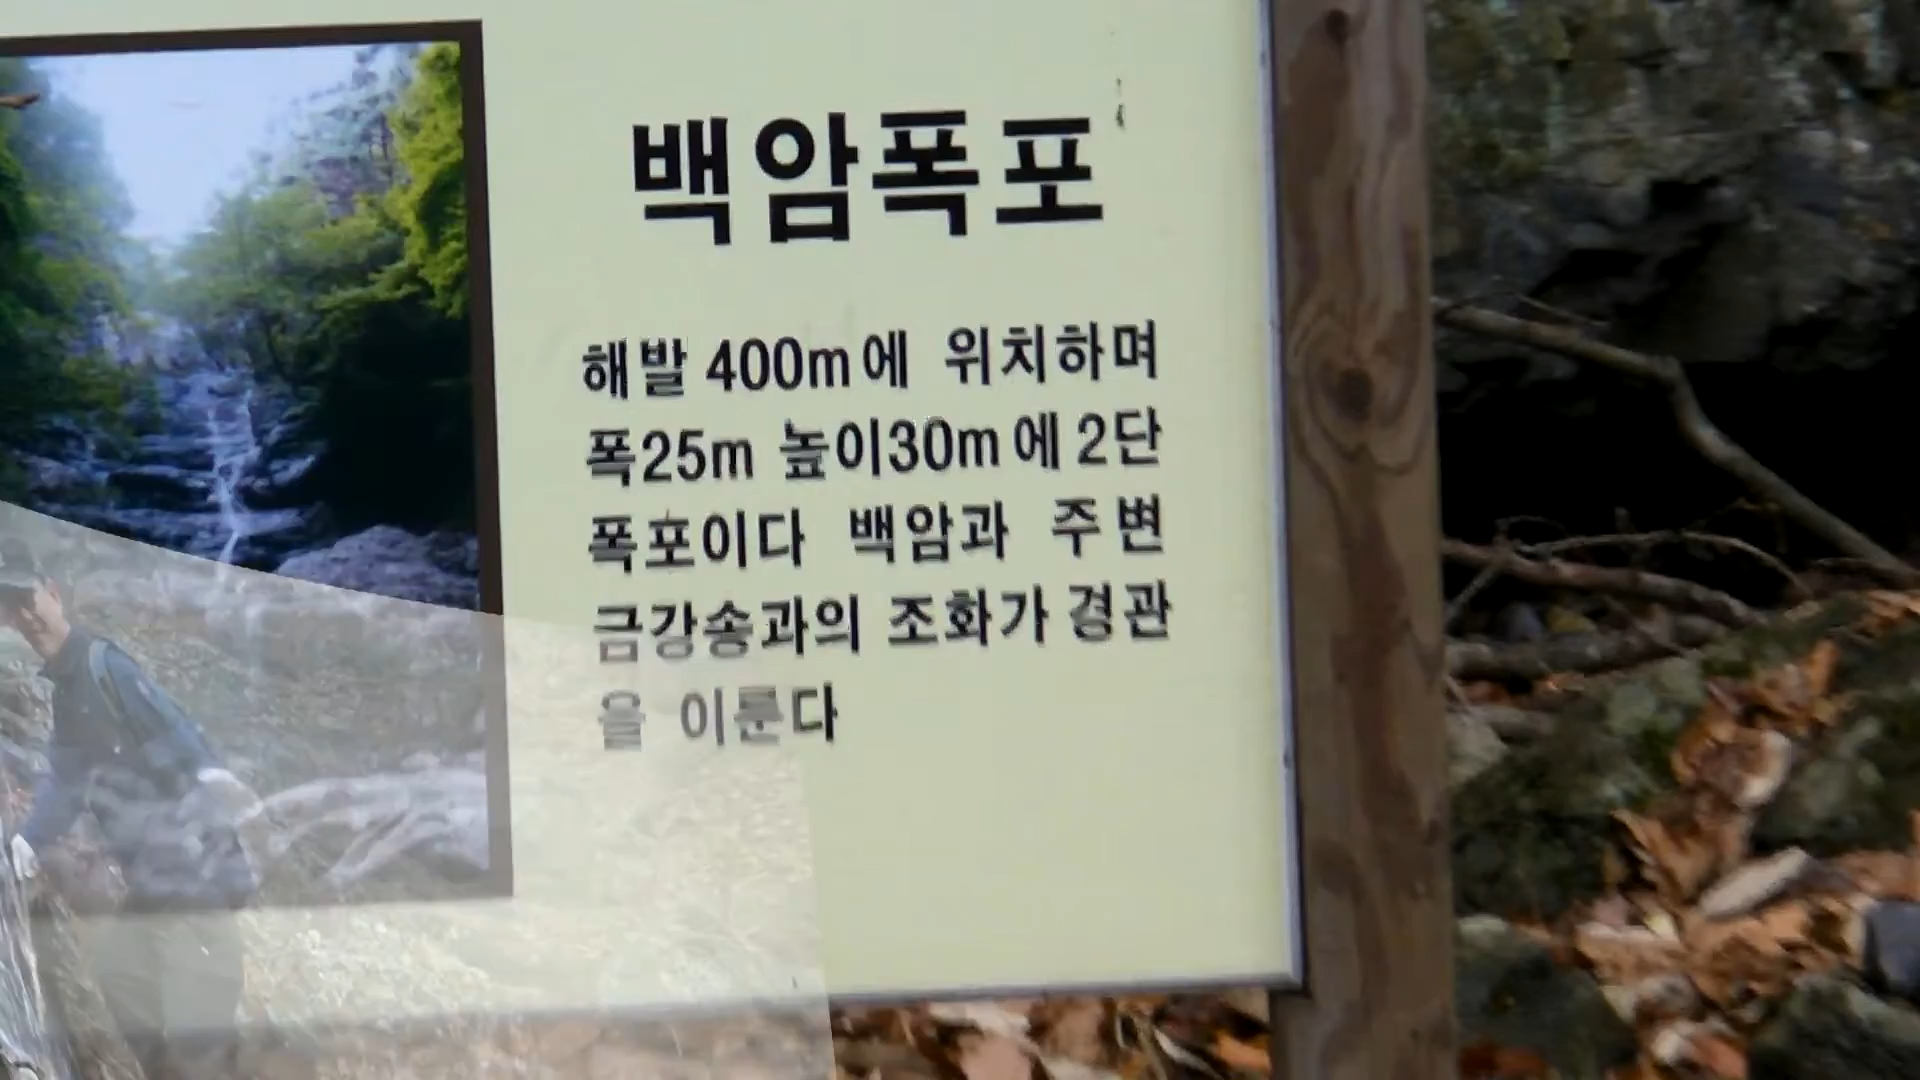 백암폭포
해발 400m에 위치하며
폭25m 높이30m에 2단
폭포이다 백암과 주변
금강송과의 조화가 경관
을 이룬다